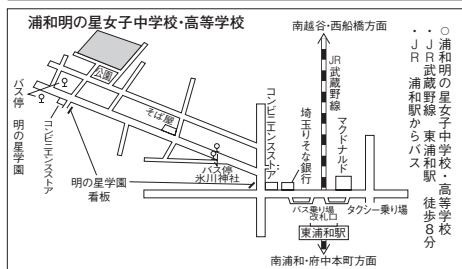 浦和明の星女子中学校・高等学校
南越谷・西船橋方面
○浦和明の星女子中学校・高等学校
・JR武蔵野線 東浦和駅 徒歩8分
・JR 浦和駅からバス
公園
バス停 明の星学園
コンビニエンスストア
そば屋
明の星学園
看板
バス停
氷川神社
コンビニエンスストア
埼玉りそな銀行
JR武蔵野線
マクドナルド
バス乗り場
タクシー乗り場
改札口
東浦和駅
南浦和・府中本町方面